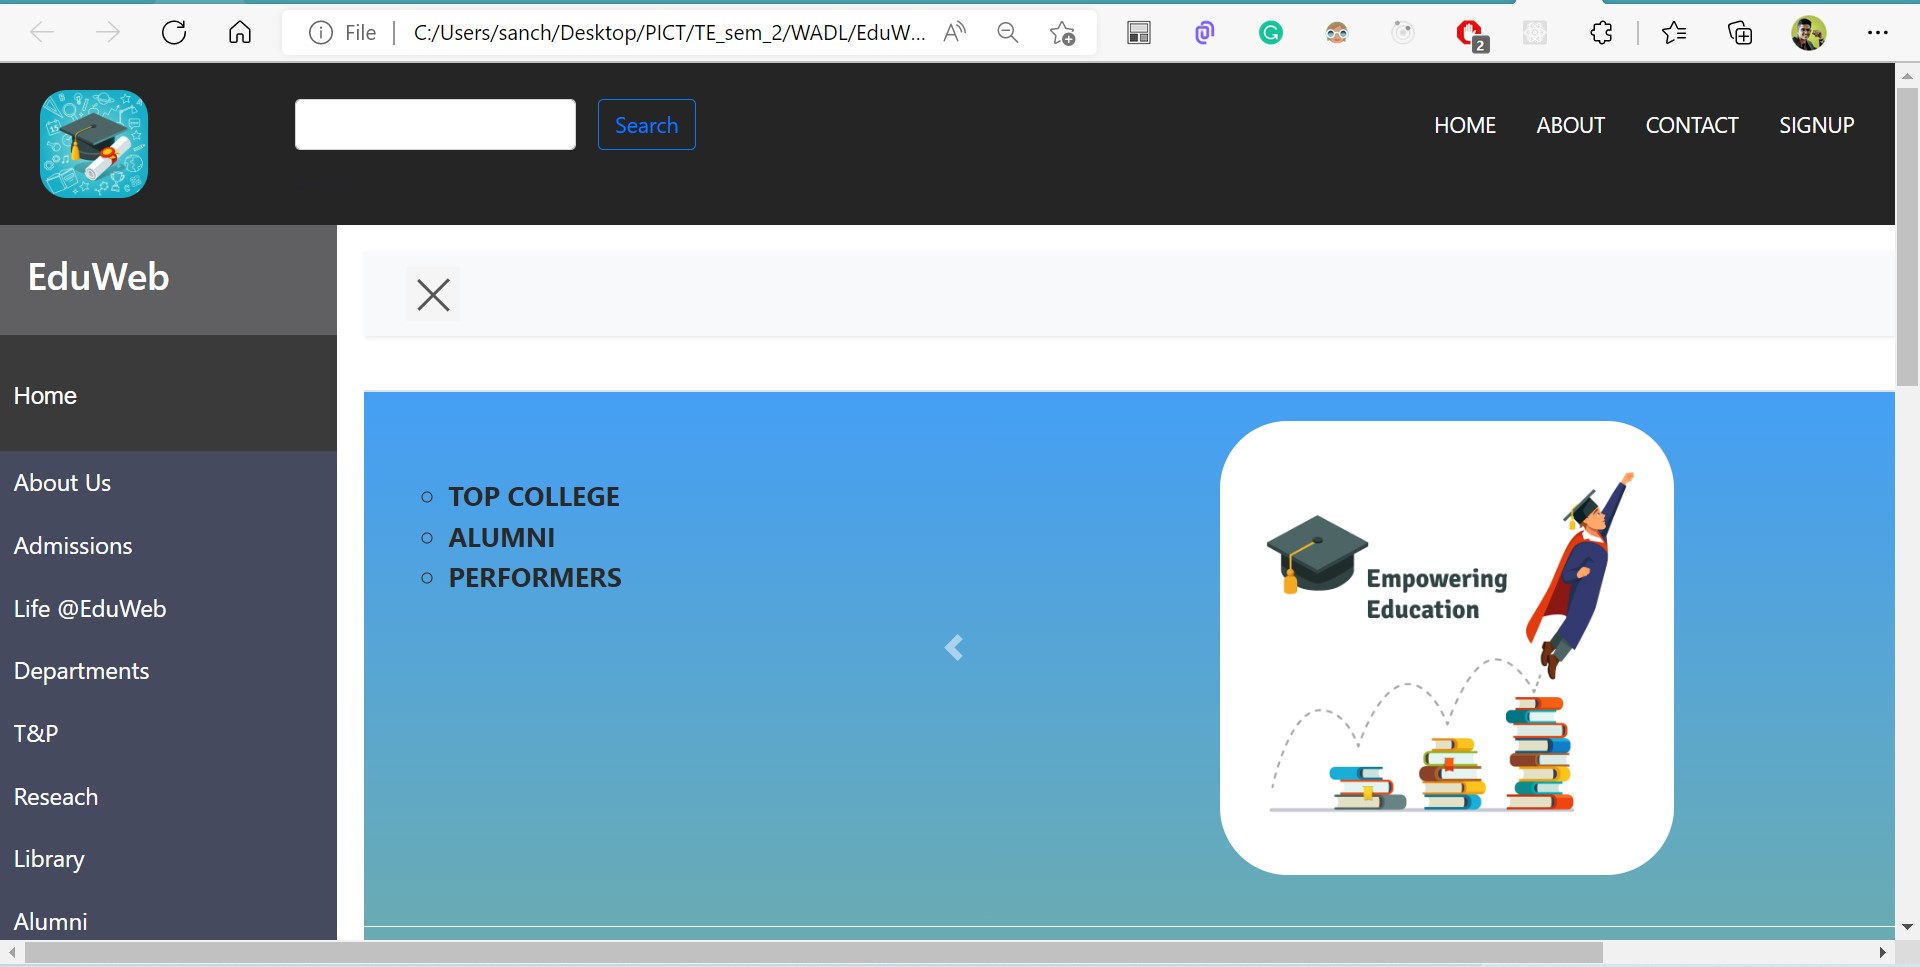 File C:/Users/sanch/Desktop/PICT/TE_sem_2/WADL/EduW...
2
Search
HOME ABOUT CONTACT SIGNUP
EduWeb
Home
About Us
Admissions
Life @EduWeb
Departments
T&P
Reseach
Library
Alumni
TOP COLLEGE
ALUMNI
PERFORMERS
Empowering
Education